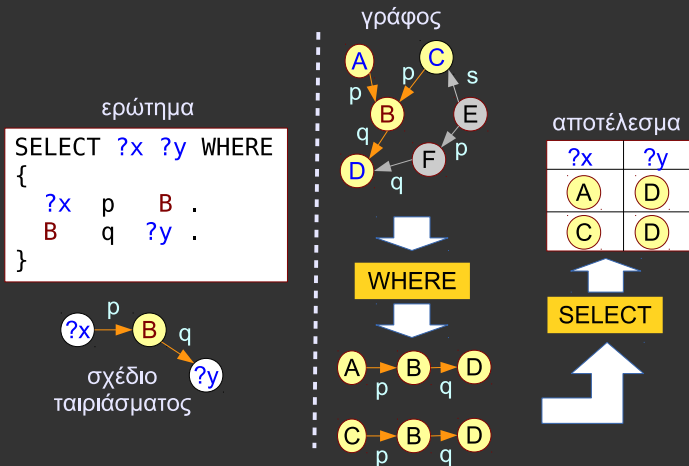 ερώτημα
SELECT ?x ?y WHERE
{
?x p B .
B q ?y .
}
?x p B q ?y
σχέδιο
ταιριάσματος
γράφος
A C
p p s
B E
q p
D F
q
WHERE
A p B q D
C p B q D
αποτέλεσμα
?x ?y
A D
C D
SELECT